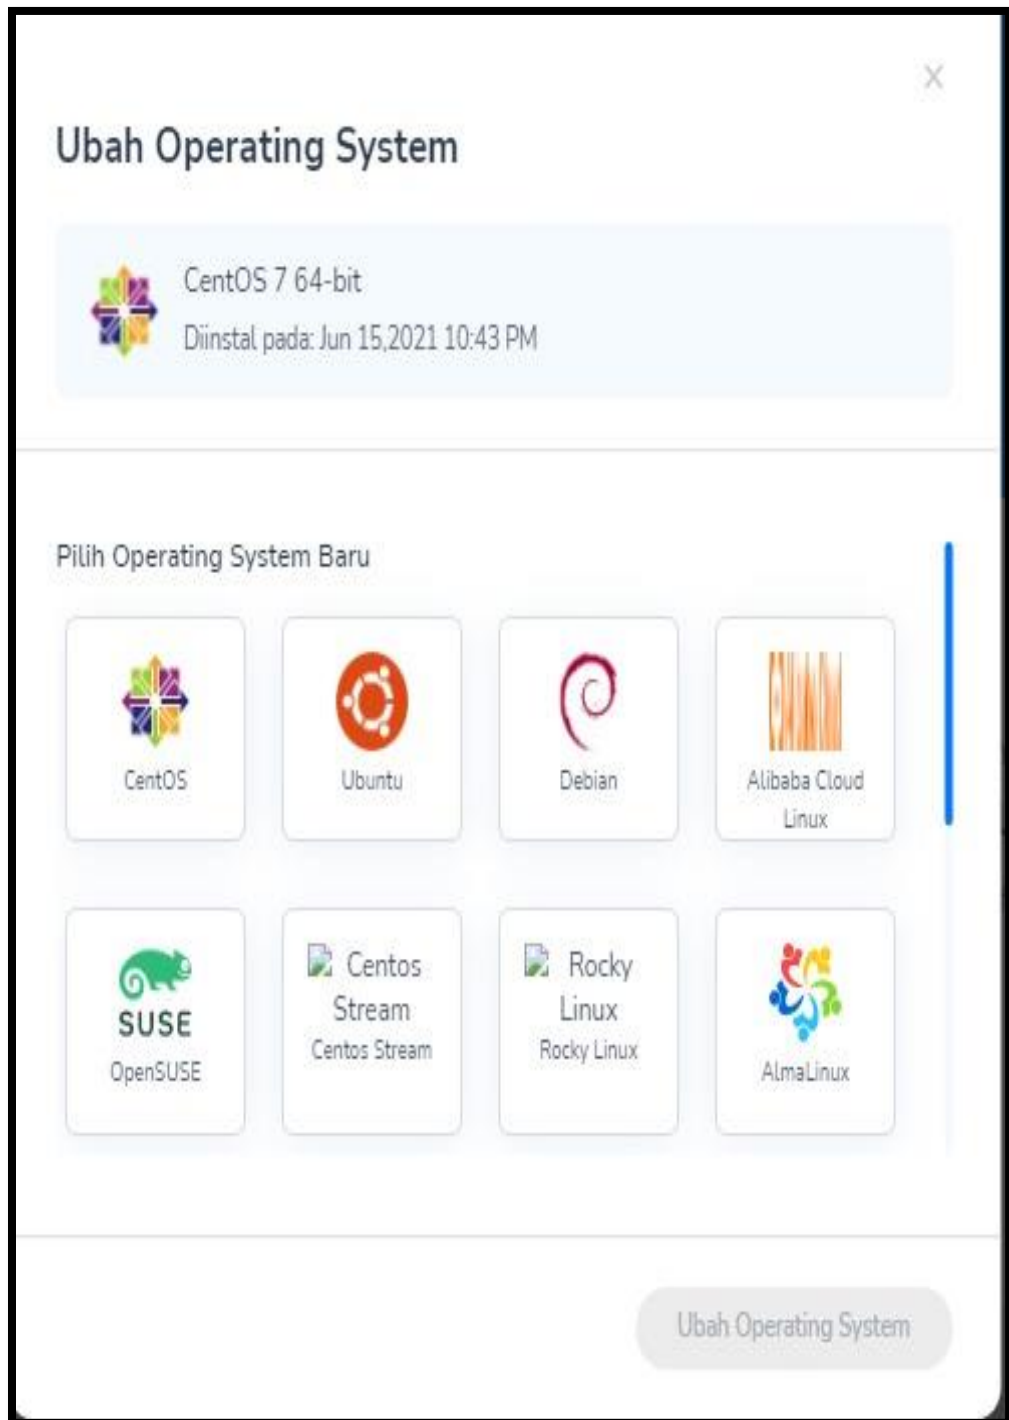 X
Ubah Operating System
CentOS 7 64-bit
Diinstal pada: Jun 15,2021 10:43 PM
Pilih Operating System Baru
CentOS
Ubuntu
Debian
Alibaba Cloud
Linux
SUSE
OpenSUSE
Centos
Stream
Centos Stream
Rocky
Linux
Rocky Linux
AlmaLinux
Ubah Operating System